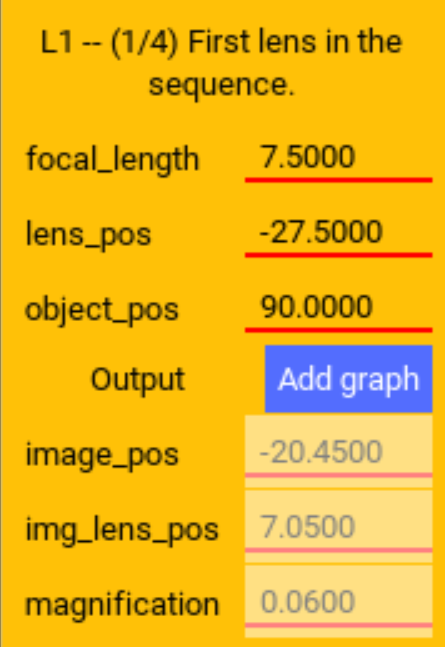 L1 -- (1/4) First lens in the
sequence.
focal_length 7.5000
lens_pos -27.5000
object_pos 90.0000
Output Add graph
image_pos -20.4500
img_lens_pos 7.0500
magnification 0.0600